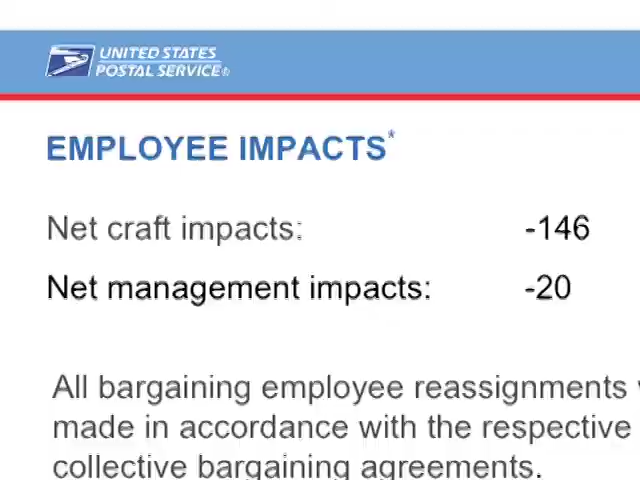 UNITED STATES
POSTAL SERVICE®
EMPLOYEE IMPACTS*
Net craft impacts: -146
Net management impacts: -20
All bargaining employee reassignments
made in accordance with the respective
collective bargaining agreements.